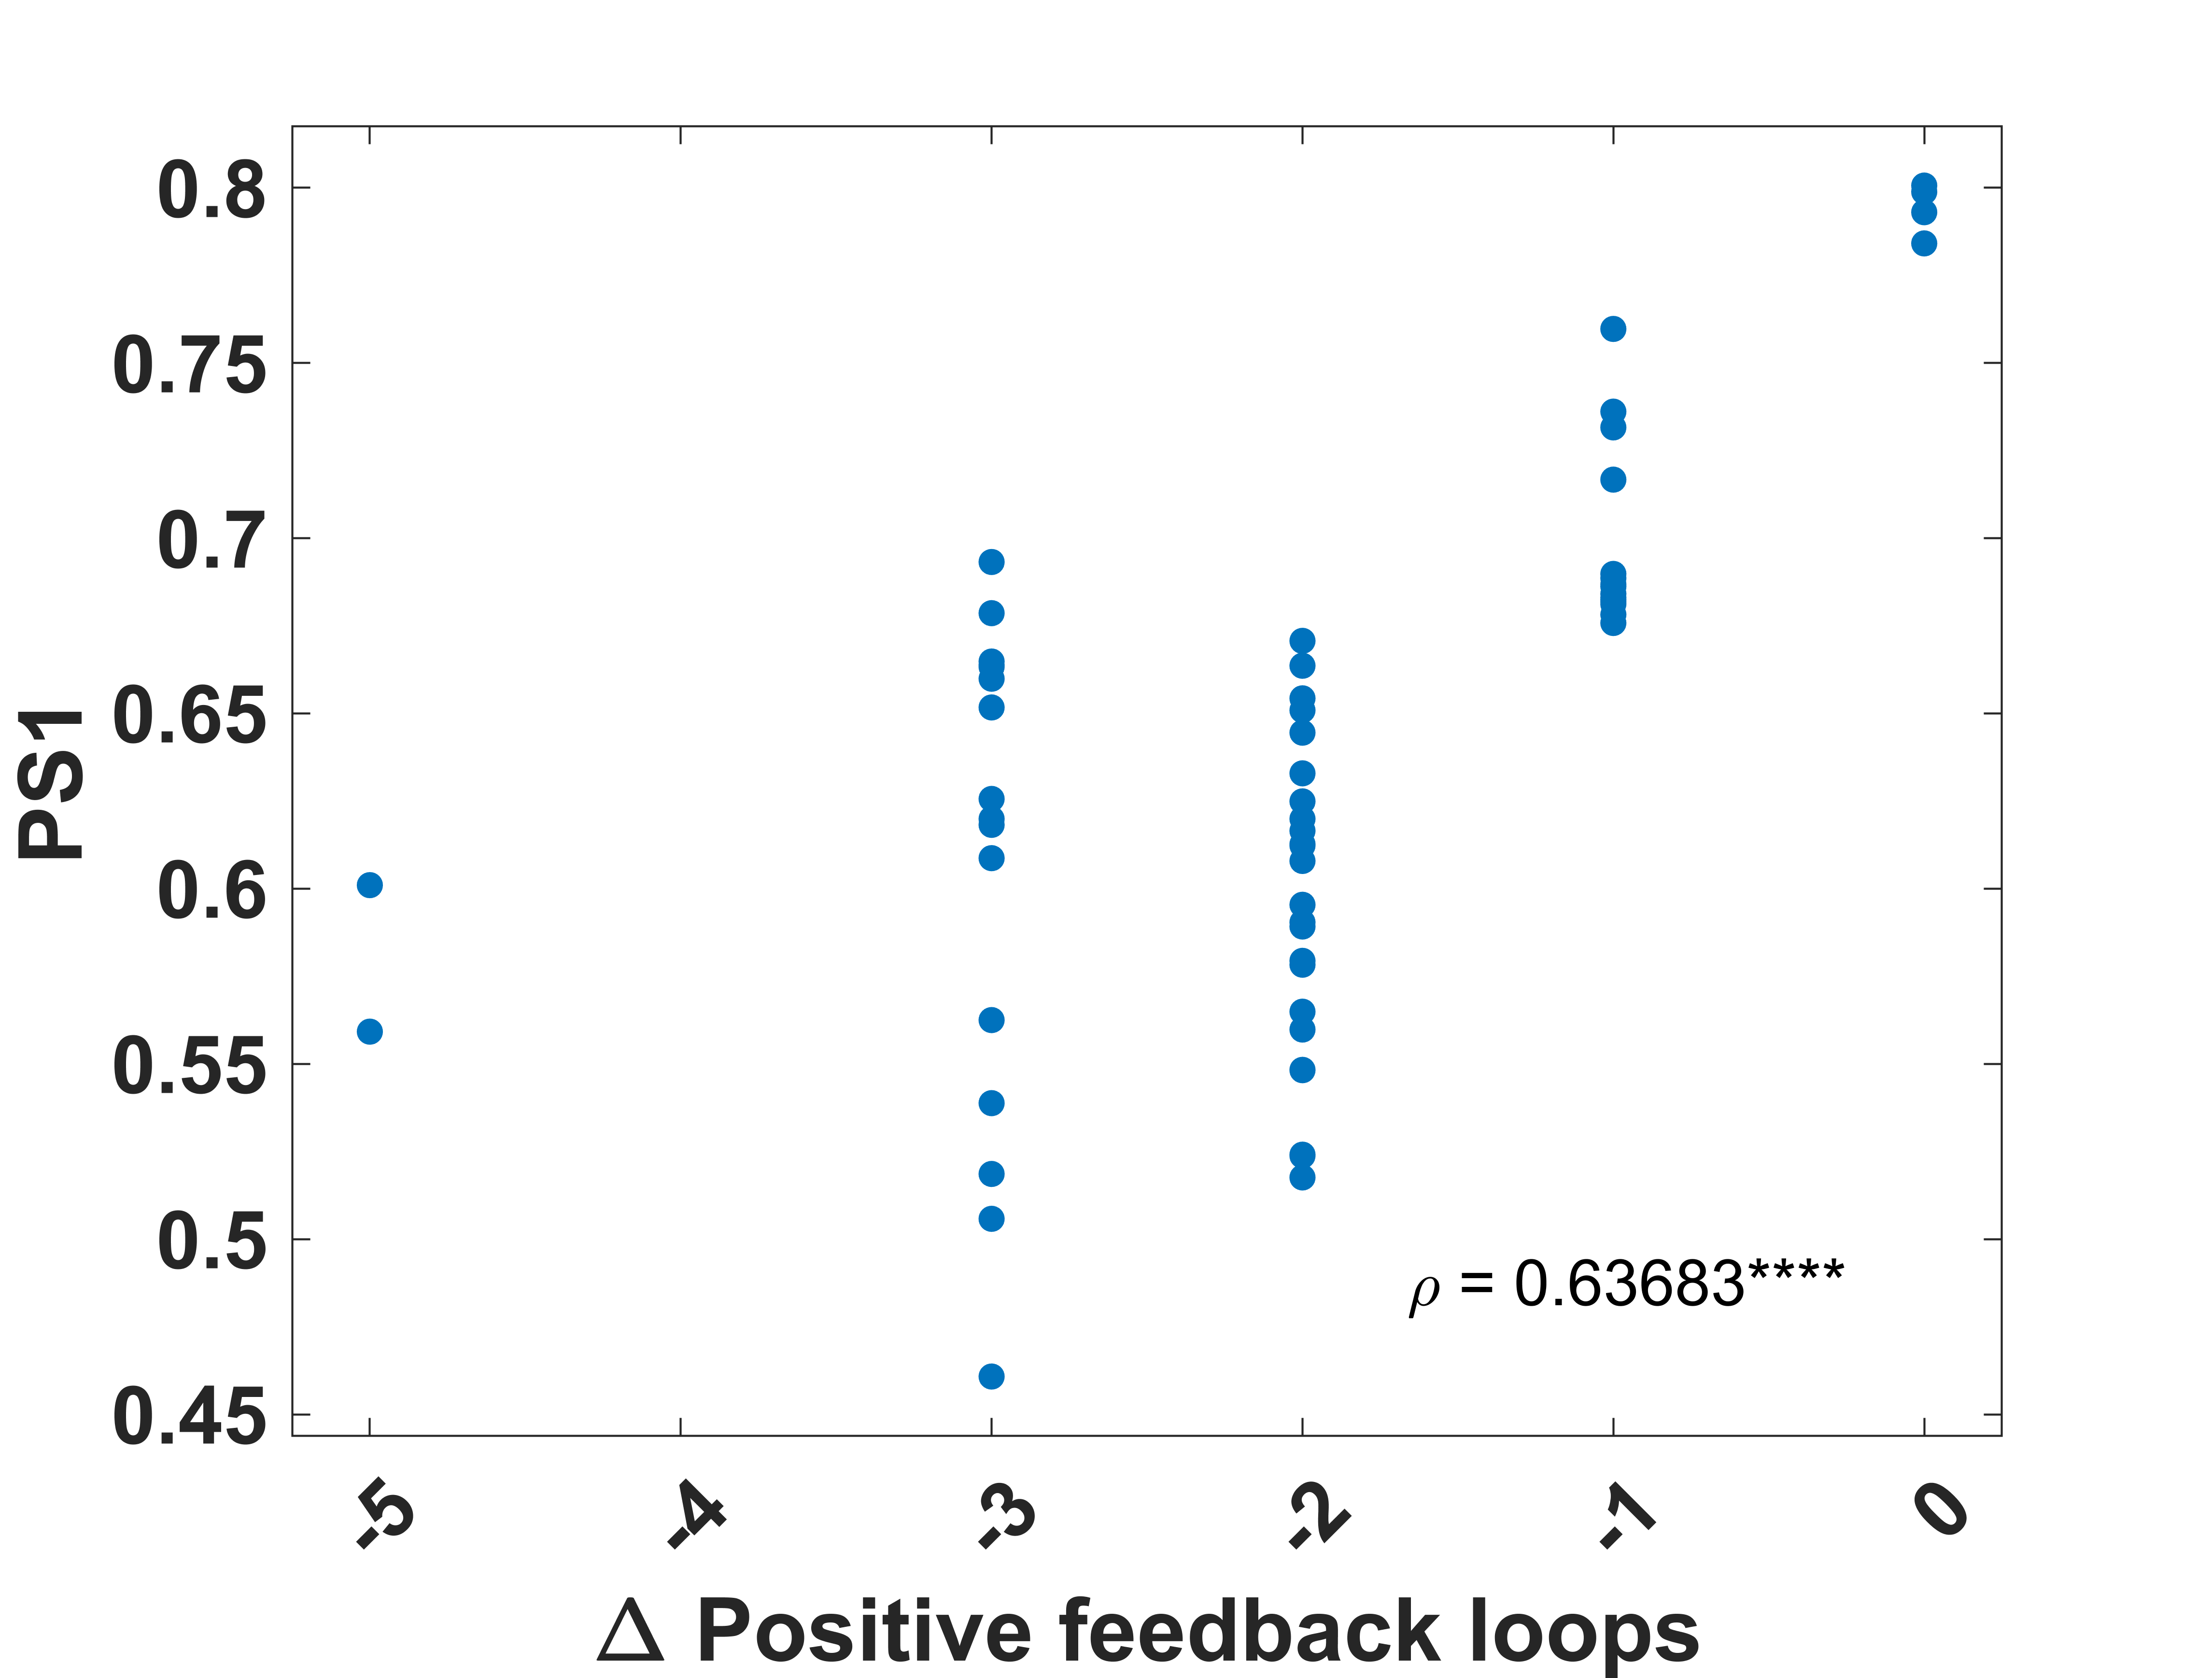 0.8
0.75
0.7
0.65
0.6
0.55
0.5
0.45
PS1
ρ = 0.63683****
-5 -4 -3 -2 -1 0
△ Positive feedback loops